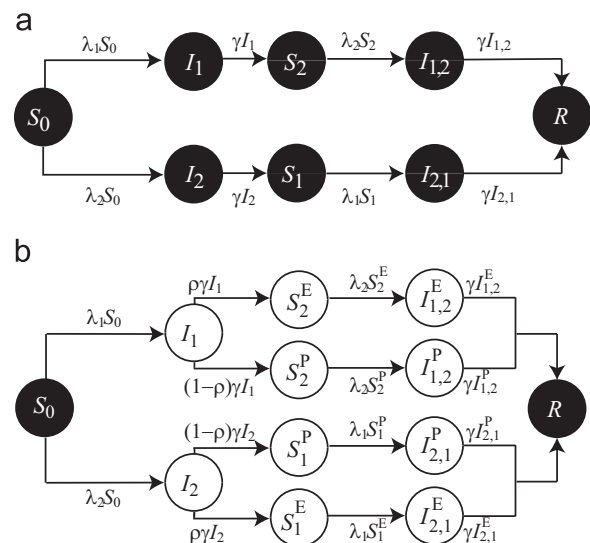 a
λ₁S₀ γI₁ λ₂S₂ γI₁,₂
I₁ S₂ I₁,₂
S₀ R
I₂ S₁ I₂,₁
λ₂S₀ γI₂ λ₁S₁ γI₂,₁
b
ργI₁ λ₂S₂ᴱ γI₁,₂ᴱ
S₂ᴱ I₁,₂ᴱ
λ₁S₀ I₁
S₂ᴾ I₁,₂ᴾ
(1−ρ)γI₁ λ₂S₂ᴾ γI₁,₂ᴾ
S₀ R
(1−ρ)γI₂ λ₁S₁ᴾ γI₂,₁ᴾ
S₁ᴾ I₂,₁ᴾ
λ₂S₀ I₂
S₁ᴱ I₂,₁ᴱ
ργI₂ λ₁S₁ᴱ γI₂,₁ᴱ